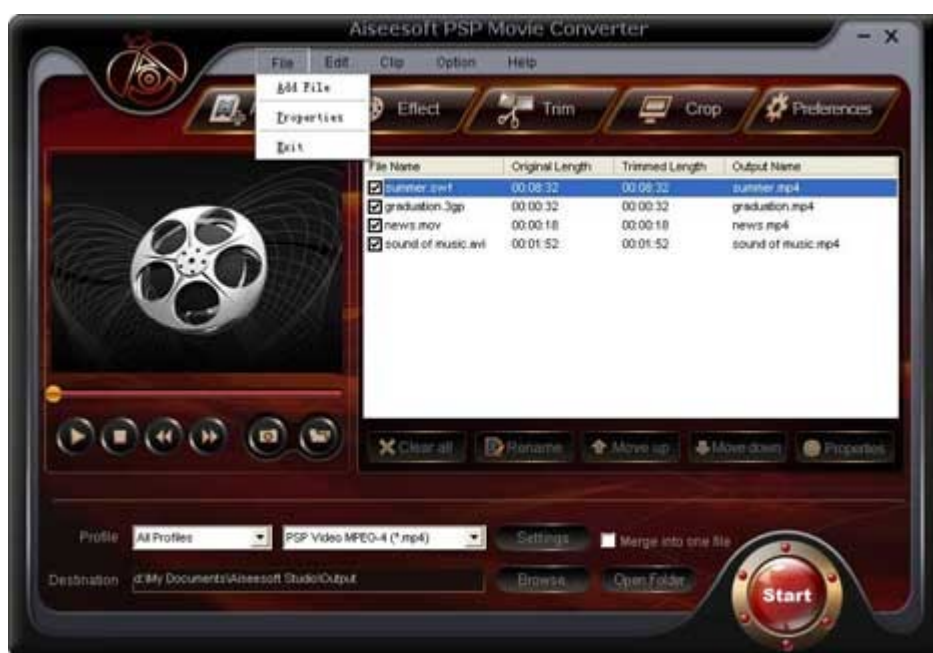 Aiseesoft PSP Movie Converter
File Edit Clip Option Help
Add File
Properties
Exit
Effect Trim Crop Preferences
File Name Original Length Trimmed Length Output Name
summer.swf 00:08:32 00:08:32 summer.mp4
graduation.3gp 00:00:32 00:00:32 graduation.mp4
news.mov 00:00:18 00:00:18 news.mp4
sound of music.avi 00:01:52 00:01:52 sound of music.mp4
Clear all Rename Move up Move down Properties
Profile All Profiles PSP Video MPEG-4 (*.mp4) Settings Merge into one file
Destination d:\My Documents\Aiseesoft Studio\Output Browse Open Folder
Start